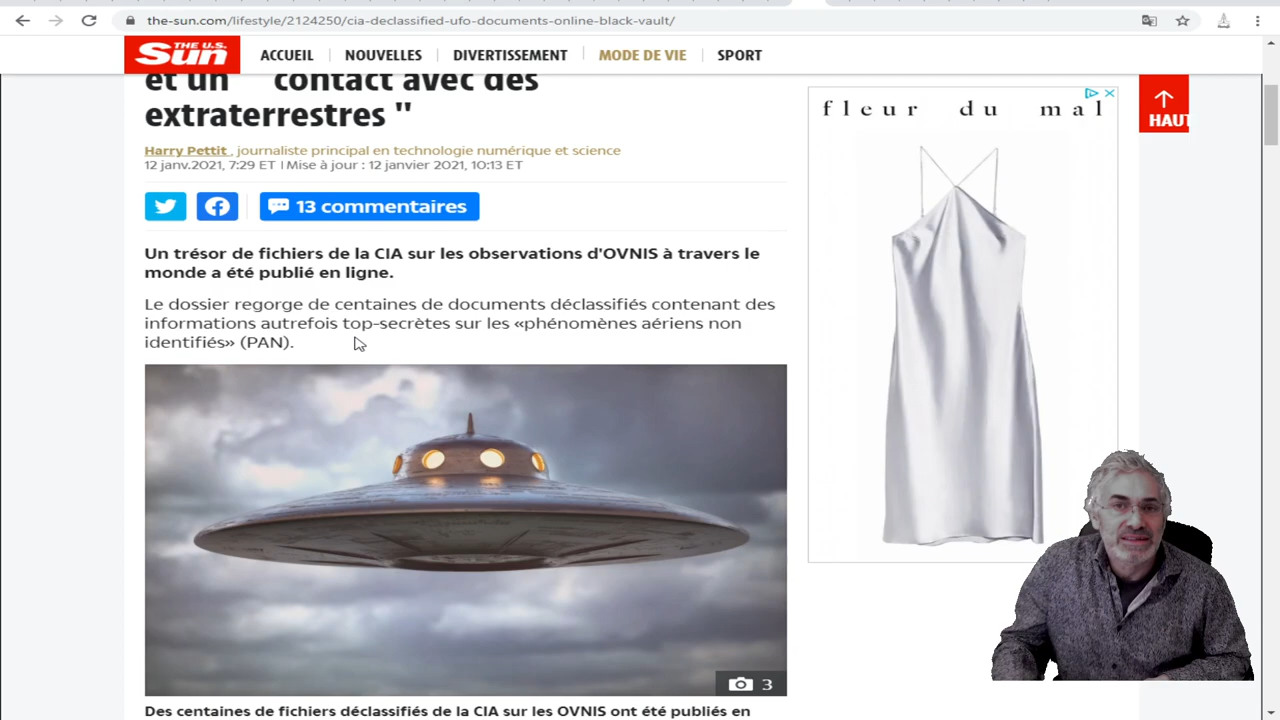 the-sun.com/lifestyle/2124250/cia-declassified-ufo-documents-online-black-vault/
THE U.S.
Sun
ACCUEIL
NOUVELLES
DIVERTISSEMENT
MODE DE VIE
SPORT
et un " contact avec des
extraterrestres "
Harry Pettit , journaliste principal en technologie numérique et science
12 janv.2021, 7:29 ET | Mise à jour : 12 janvier 2021, 10:13 ET
13 commentaires
Un trésor de fichiers de la CIA sur les observations d'OVNIS à travers le
monde a été publié en ligne.
Le dossier regorge de centaines de documents déclassifiés contenant des
informations autrefois top-secrètes sur les «phénomènes aériens non
identifiés» (PAN).
3
Des centaines de fichiers déclassifiés de la CIA sur les OVNIS ont été publiés en
fleur du mal
HAUT